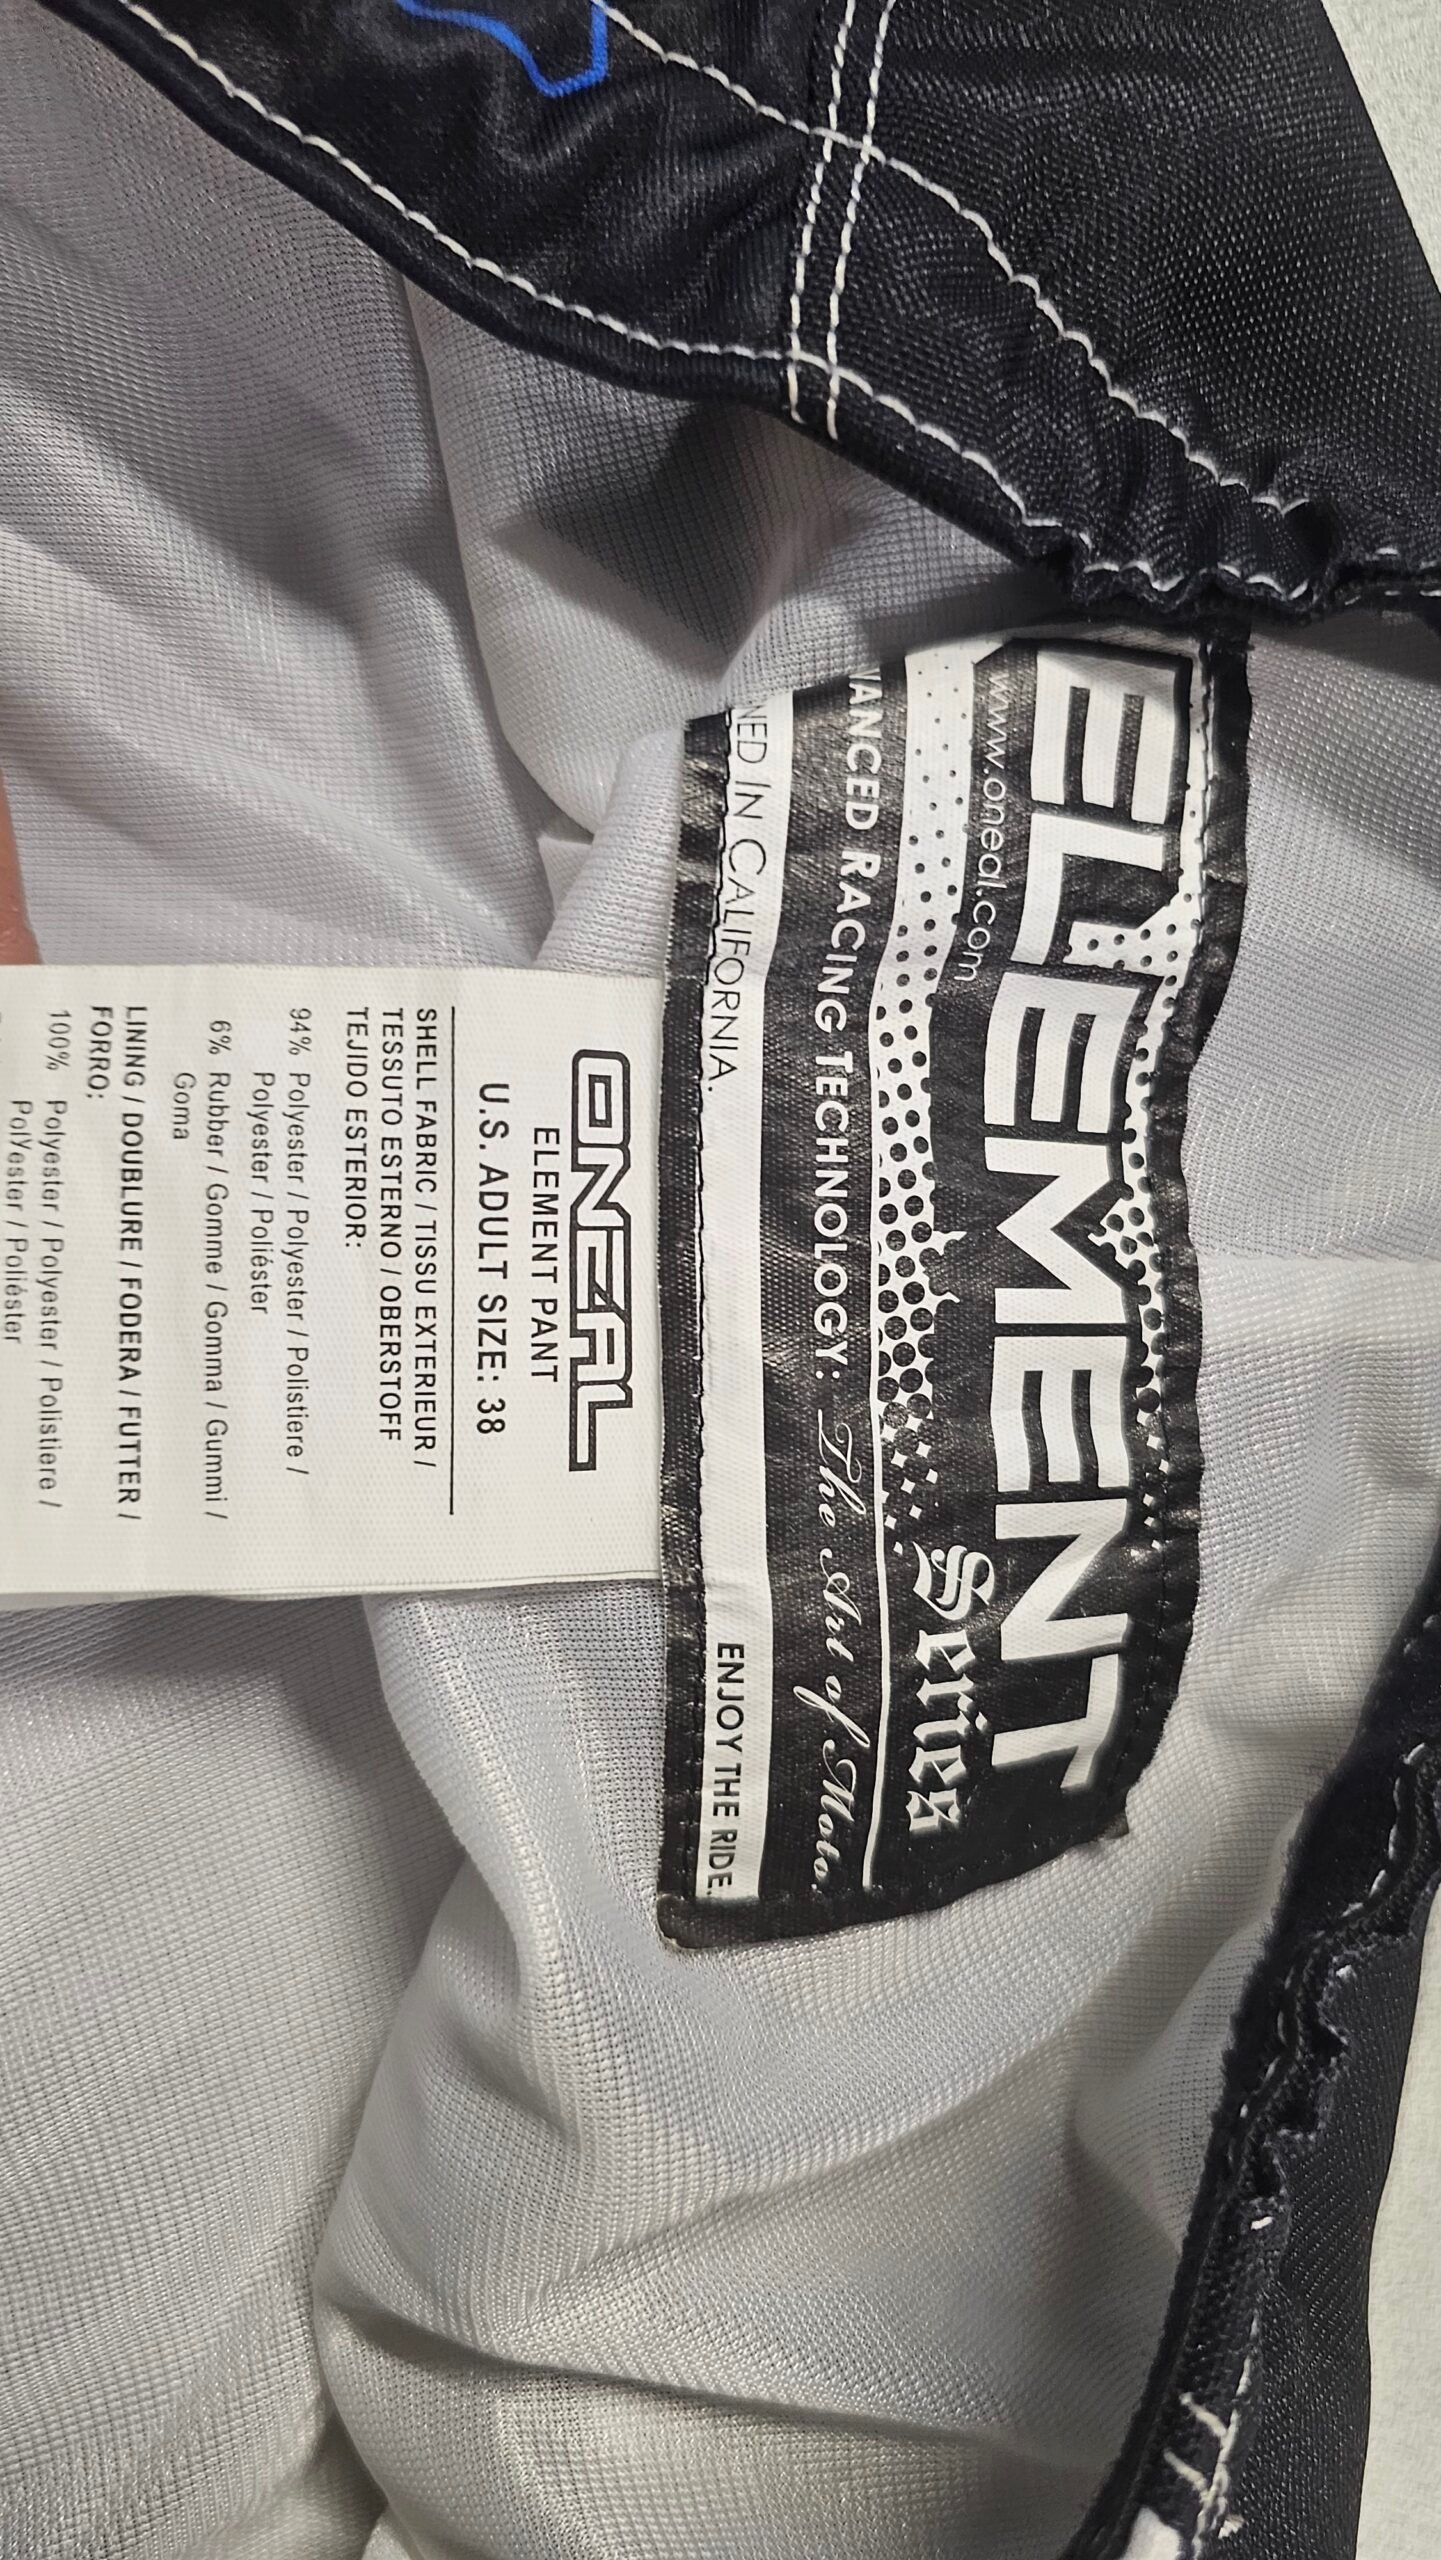 ELEMENT
www.oneal.com
Series
RACING TECHNOLOGY: The Art of Moto.
IN CALIFORNIA.
ENJOY THE RIDE.
ONEAL
ELEMENT PANT
U.S. ADULT SIZE: 38
SHELL FABRIC / TISSU EXTERIEUR /
TESSUTO ESTERNO / OBERSTOFF
TEJIDO ESTERIOR:
94% Polyester / Polyester / Polistiere /
Polyester / Poliéster
6% Rubber / Gomme / Gomma / Gummi /
Goma
LINING / DOUBLURE / FODERA / FUTTER /
FORRO:
100% Polyester / Polyester / Polistiere /
PolYester / Poliéster